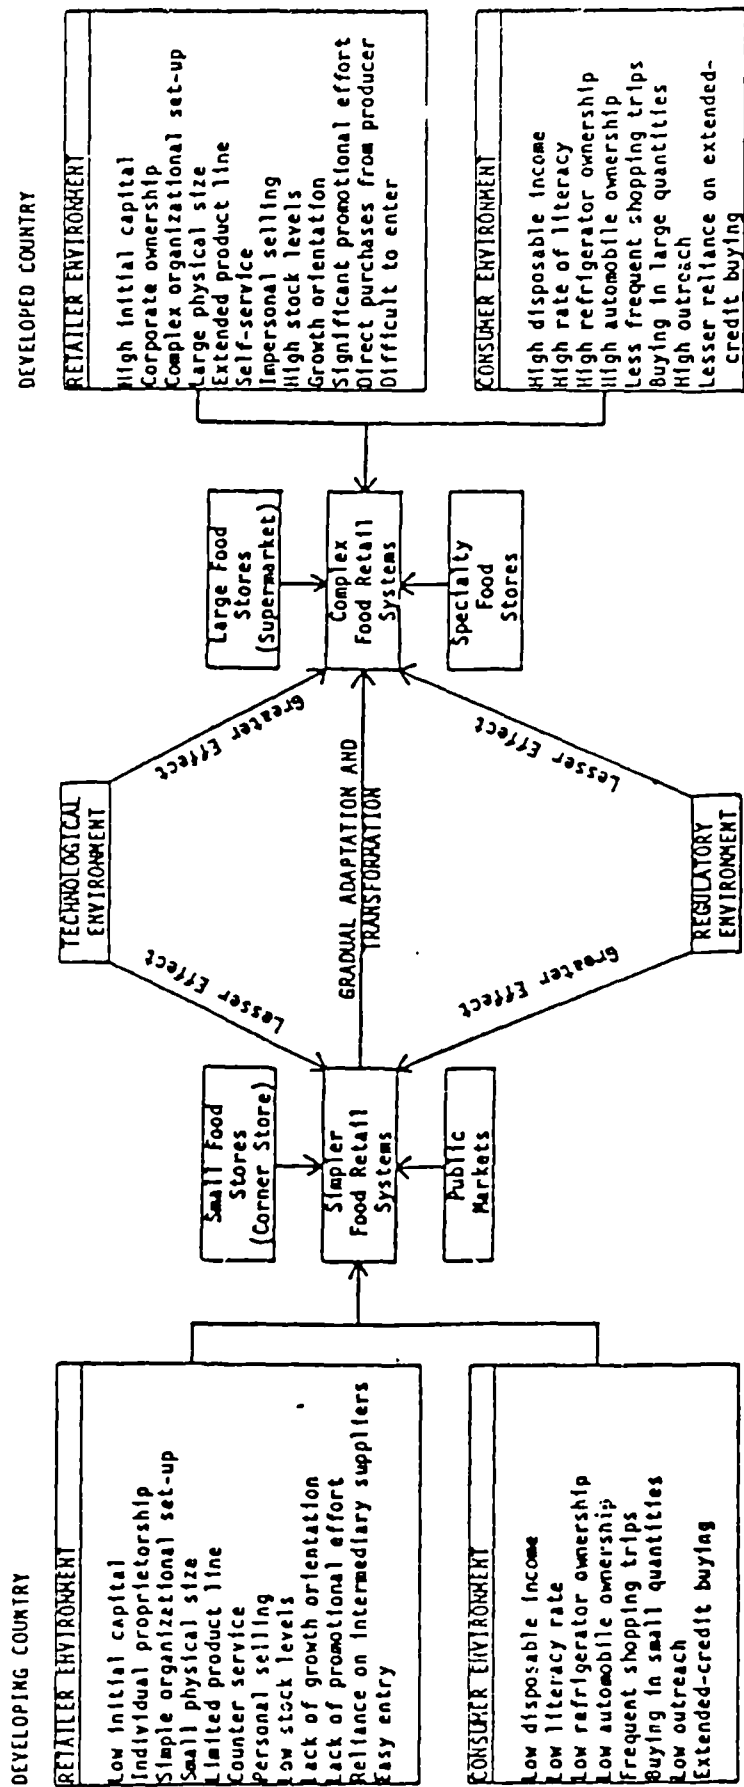 DEVELOPING COUNTRY
RETAILER ENVIRONMENT
Low initial capital
Individual proprietorship
Simple organizational set-up
Small physical size
Limited product line
Counter service
Personal selling
Low stock levels
Lack of growth orientation
Lack of promotional effort
Reliance on intermediary suppliers
Easy entry
CONSUMER ENVIRONMENT
Low disposable income
Low literacy rate
Low rafrigerator ownership
Low automobile ownership
Frequent shopping trips
Buying in small quantities
Low outreach
Extended-credit buying
Small Food
Stores
(Corner Store)
Simpler
Food Retail
Systems
Public
Markets
TECHNOLOGICAL
ENVIRONMENT
Lesser Effect
Greater Effect
GRADUAL ADAPTATION AND
TRANSFORMATION
Greater Effect
Lesser Effect
REGULATORY
ENVIRONMENT
Large Food
Stores
(Supermarket)
Complex
Food Retail
Systems
Specialty
Food
Stores
DEVELOPED COUNTRY
RETAILER ENVIRONMENT
High initial capital
Corporate ownership
Complex organizational set-up
Large physical size
Extended product line
Self-service
Impersonal selling
High stock levels
Growth orientation
Significant promotional effort
Direct purchases from producer
Difficult to enter
CONSUMER ENVIRONMENT
High disposable income
High rate of literacy
High refrigerator ownership
High automobile ownership
Less frequent shopping trips
Buying in large quantities
High outreach
Lesser reliance on extended-
credit buying